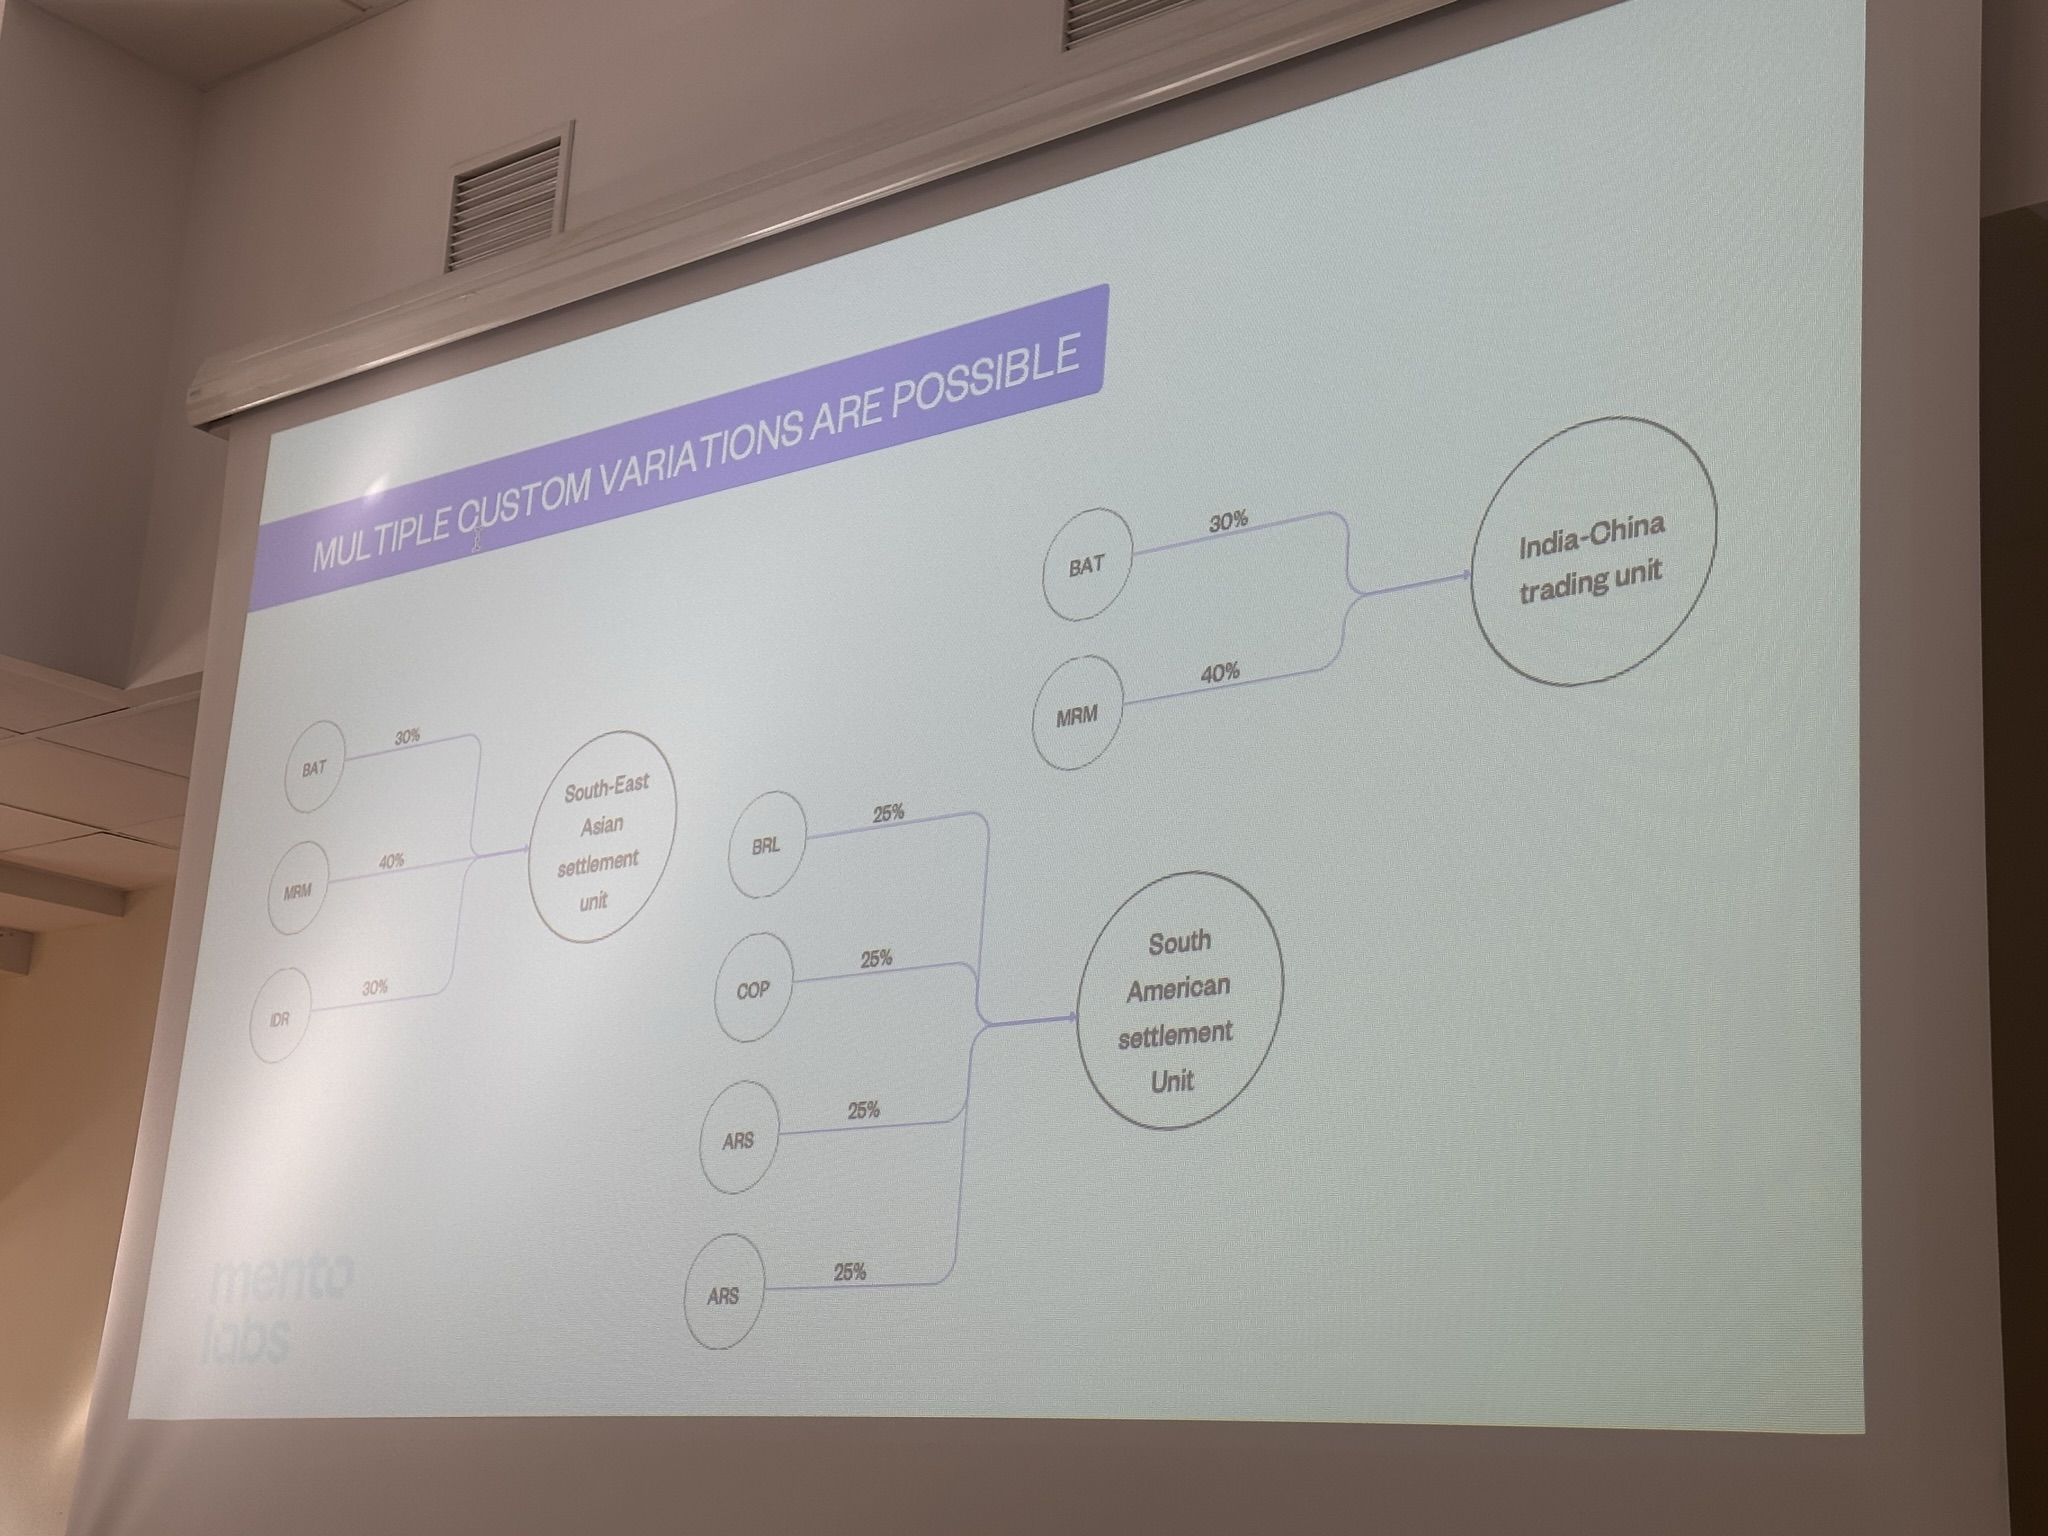 MULTIPLE CUSTOM VARIATIONS ARE POSSIBLE
BAT
30%
MRM
40%
IDR
30%
South-East
Asian
settlement
unit
BRL
25%
COP
25%
ARS
25%
ARS
25%
South
American
settlement
Unit
BAT
30%
MRM
40%
India-China
trading unit
mento
labs